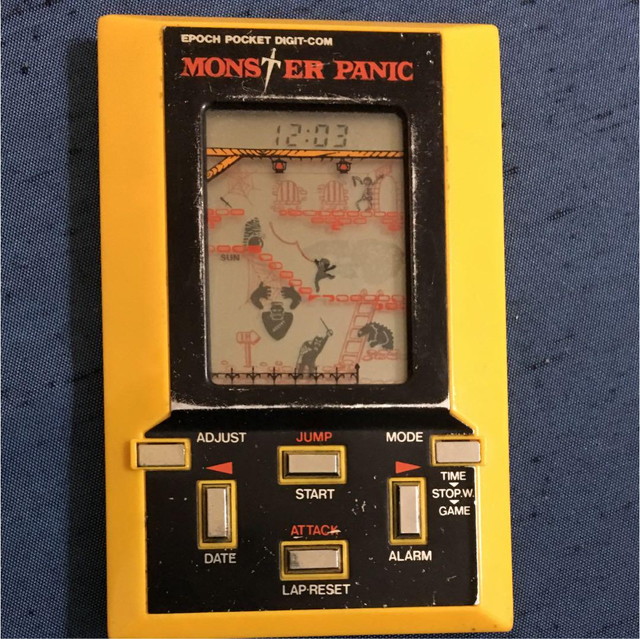 EPOCH POCKET DIGIT-COM
MONSTER PANIC
12:03
SUN
ADJUST
JUMP
MODE
START
TIME
STOP.W.
GAME
DATE
ATTACK
ALARM
LAP·RESET